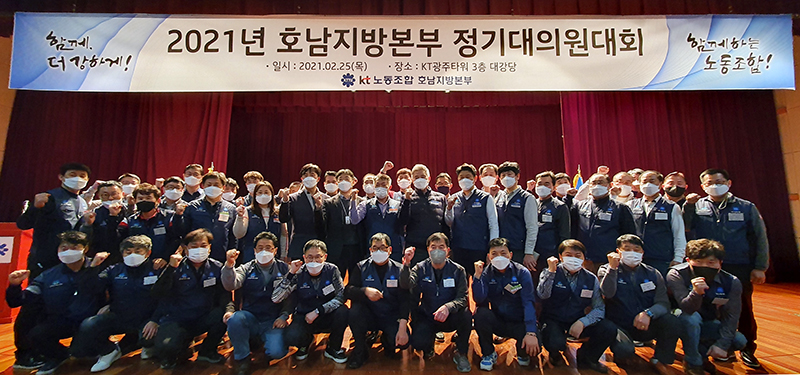 함께,
더 강하게!
2021년 호남지방본부 정기대의원대회
· 일시 : 2021.02.25(목) · 장소 : KT광주타워 3층 대강당
kt 노동조합 호남지방본부
함께하는
노동조합!